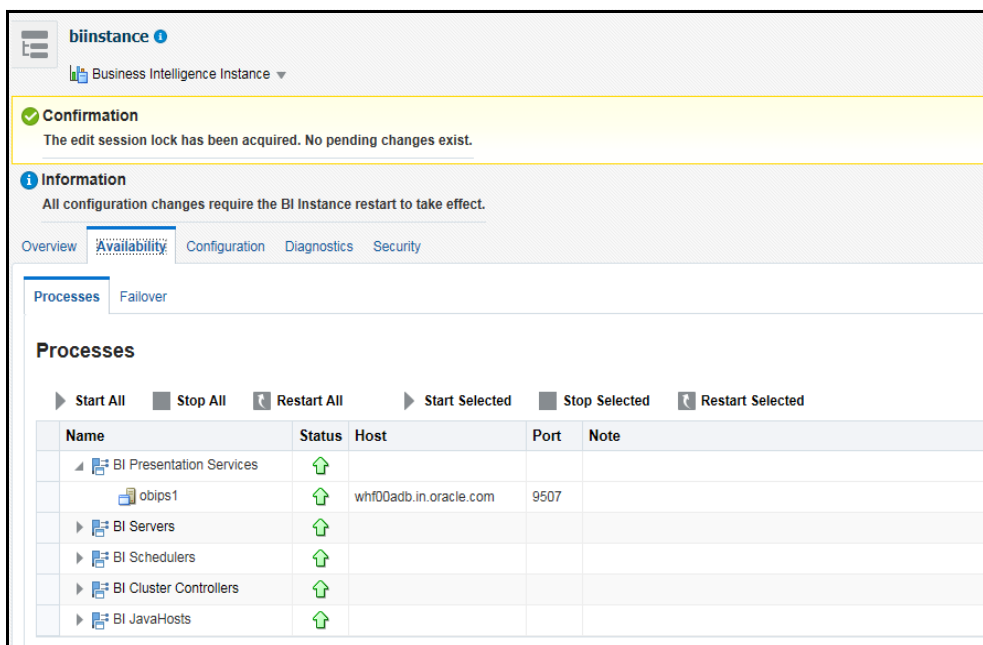 biinstance
Business Intelligence Instance
Confirmation
The edit session lock has been acquired. No pending changes exist.
Information
All configuration changes require the BI Instance restart to take effect.
Overview Availability Configuration Diagnostics Security
Processes Failover
Processes
Start All Stop All Restart All Start Selected Stop Selected Restart Selected
Name Status Host Port Note
BI Presentation Services
obips1 whf00adb.in.oracle.com 9507
BI Servers
BI Schedulers
BI Cluster Controllers
BI JavaHosts